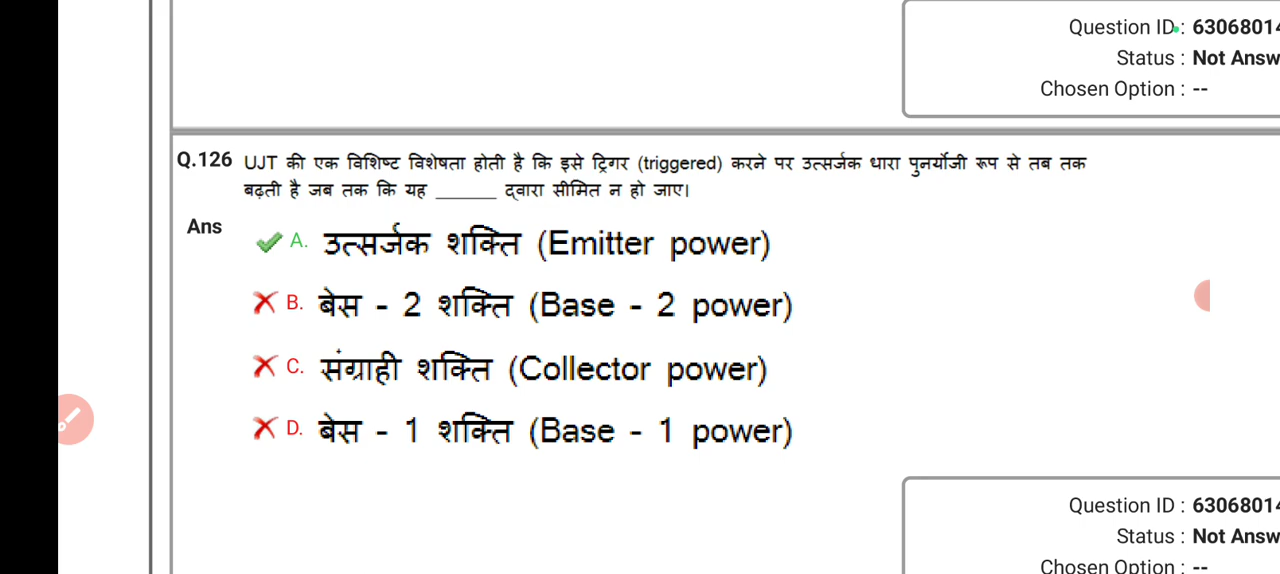 Question ID : 63068014
Status : Not Answ
Chosen Option : --
Q.126 UJT की एक विशिष्ट विशेषता होती है कि इसे ट्रिगर (triggered) करने पर उत्सर्जक धारा पुनर्योजी रूप से तब तक
बढ़ती है जब तक कि यह ______ द्वारा सीमित न हो जाए।
Ans
A. उत्सर्जक शक्ति (Emitter power)
B. बेस - 2 शक्ति (Base - 2 power)
C. संग्राही शक्ति (Collector power)
D. बेस - 1 शक्ति (Base - 1 power)
Question ID : 63068014
Status : Not Answ
Chosen Option : --